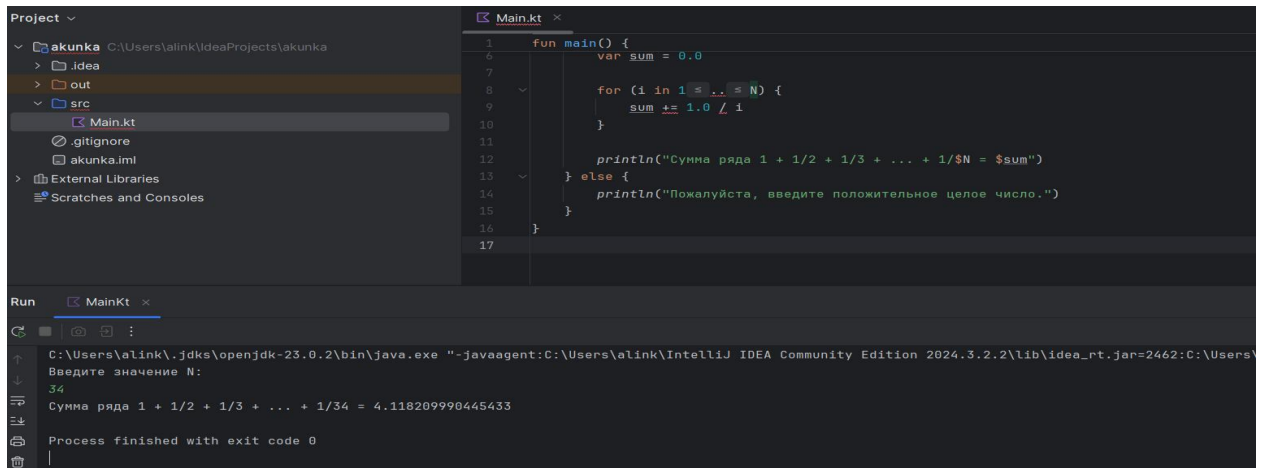 Project
akunka C:\Users\alink\IdeaProjects\akunka
.idea
out
src
Main.kt
.gitignore
akunka.iml
External Libraries
Scratches and Consoles
Main.kt
1 fun main() {
6 var sum = 0.0
7
8 for (i in 1 ≤ .. ≤ N) {
9 sum += 1.0 / i
10 }
11
12 println("Сумма ряда 1 + 1/2 + 1/3 + ... + 1/$N = $sum")
13 } else {
14 println("Пожалуйста, введите положительное целое число.")
15 }
16 }
17
Run MainKt
C:\Users\alink\.jdks\openjdk-23.0.2\bin\java.exe "-javaagent:C:\Users\alink\IntelliJ IDEA Community Edition 2024.3.2.2\lib\idea_rt.jar=2462:C:\Users\
Введите значение N:
34
Сумма ряда 1 + 1/2 + 1/3 + ... + 1/34 = 4.118209990445433
Process finished with exit code 0